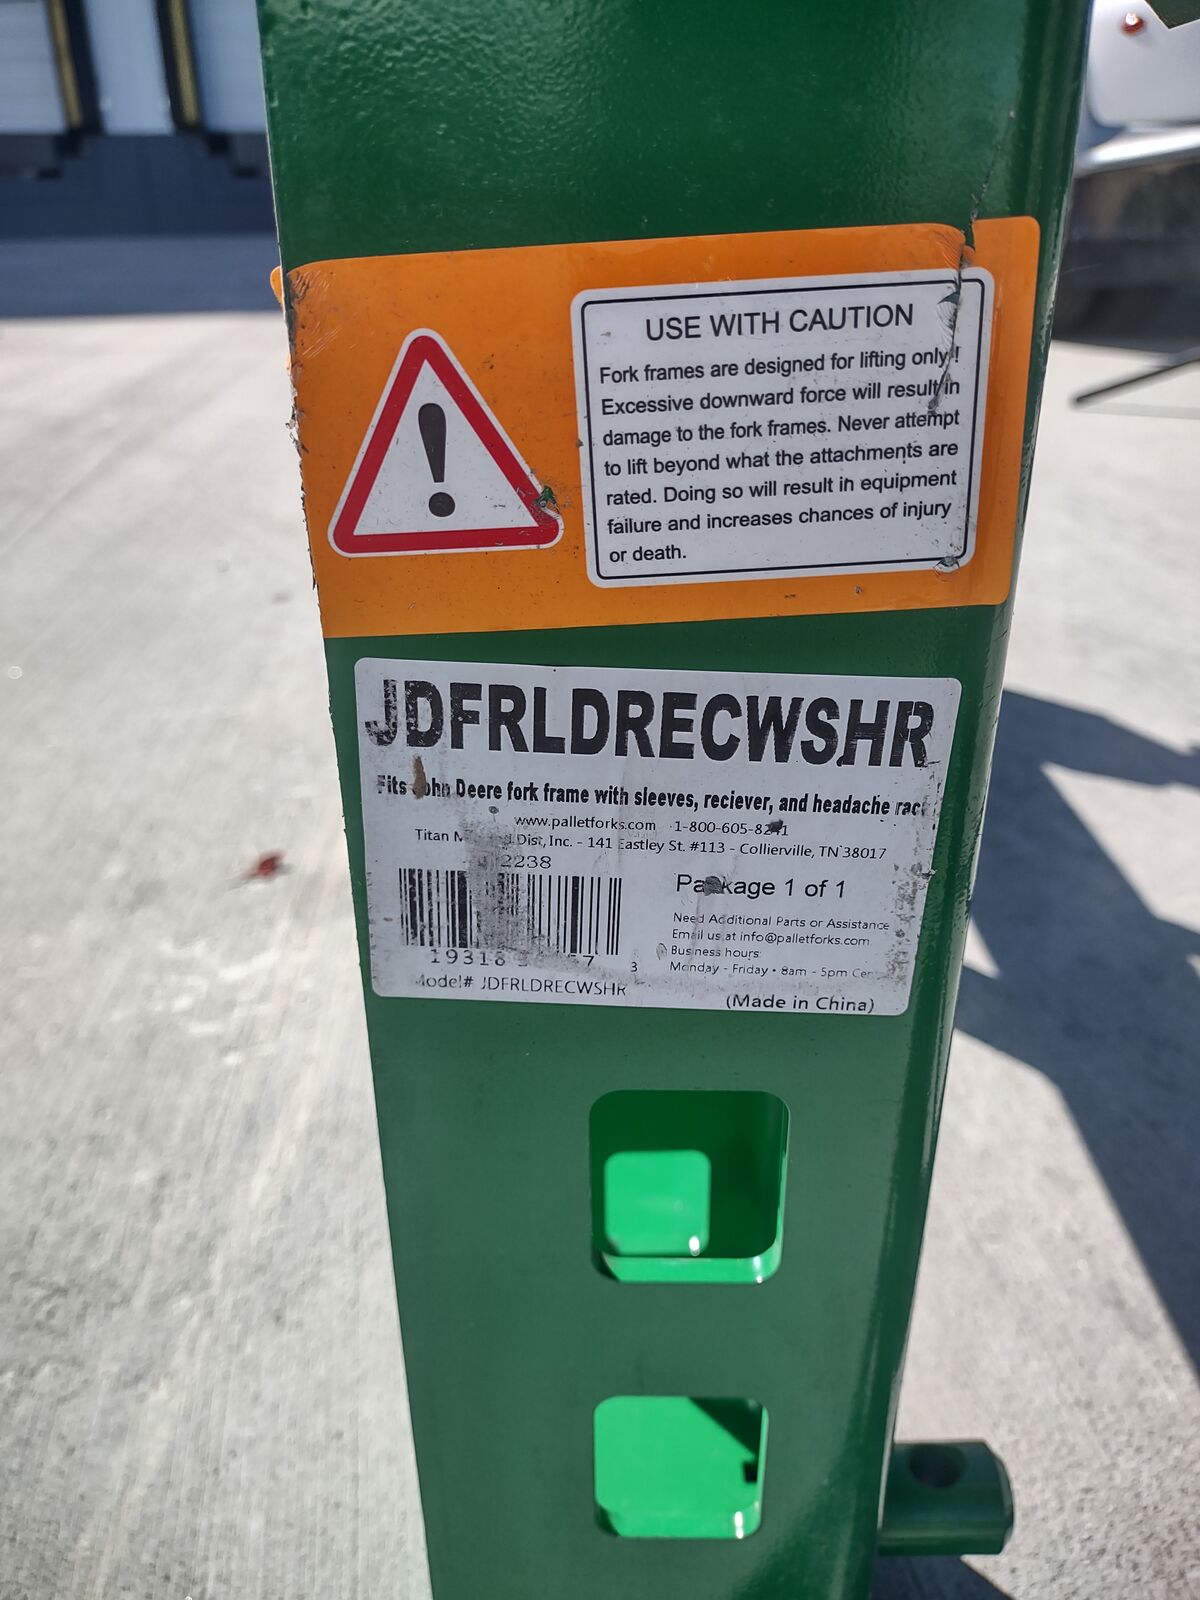 USE WITH CAUTION
Fork frames are designed for lifting only !
Excessive downward force will result in
damage to the fork frames. Never attempt
to lift beyond what the attachments are
rated. Doing so will result in equipment
failure and increases chances of injury
or death.
JDFRLDRECWSHR
Fits John Deere fork frame with sleeves, reciever, and headache rack
www.palletforks.com 1-800-605-8241
Titan Dist, Inc. - 141 Eastley St. #113 - Collierville, TN 38017
Package 1 of 1
Need Additional Parts or Assistance
Email us at info@palletforks.com
Business hours:
Monday - Friday • 8am - 5pm
3
Model# JDFRLDRECWSHR
(Made in China)